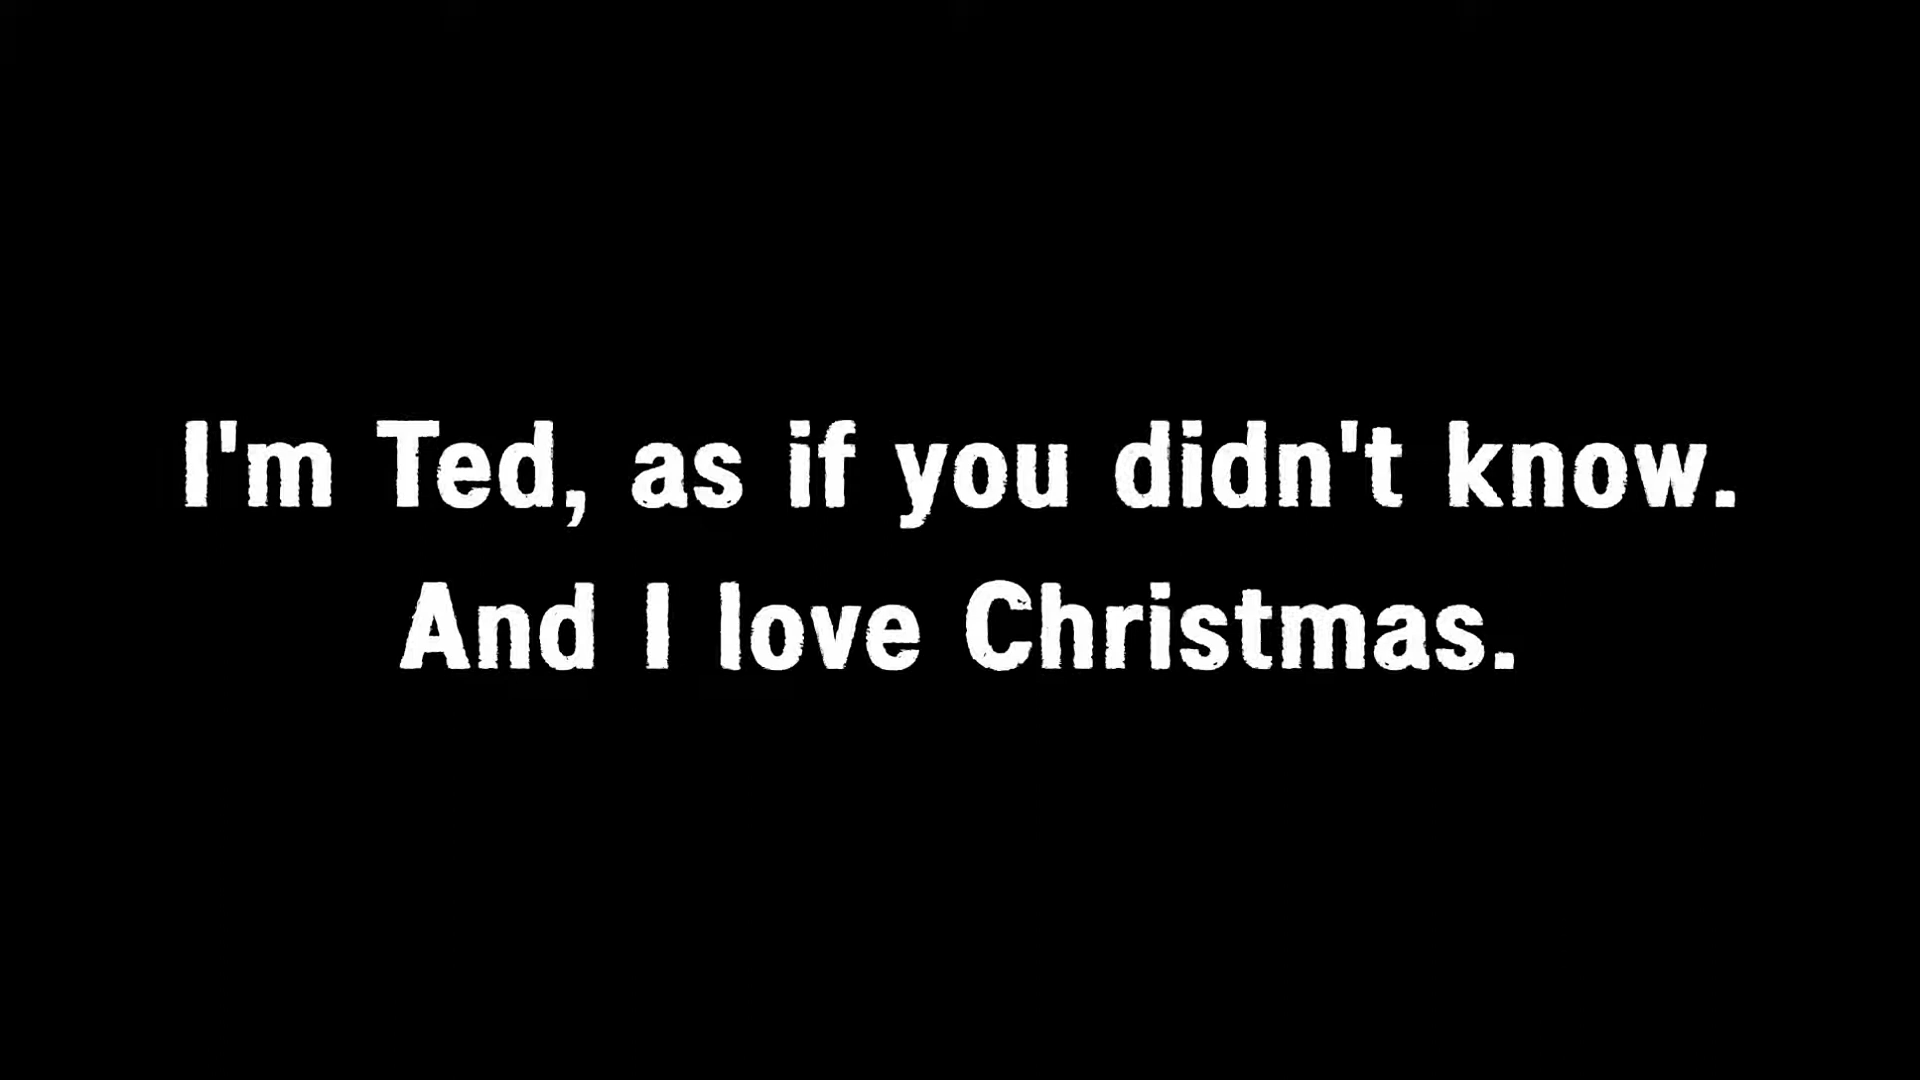 I'm Ted, as if you didn't know.
And I love Christmas.